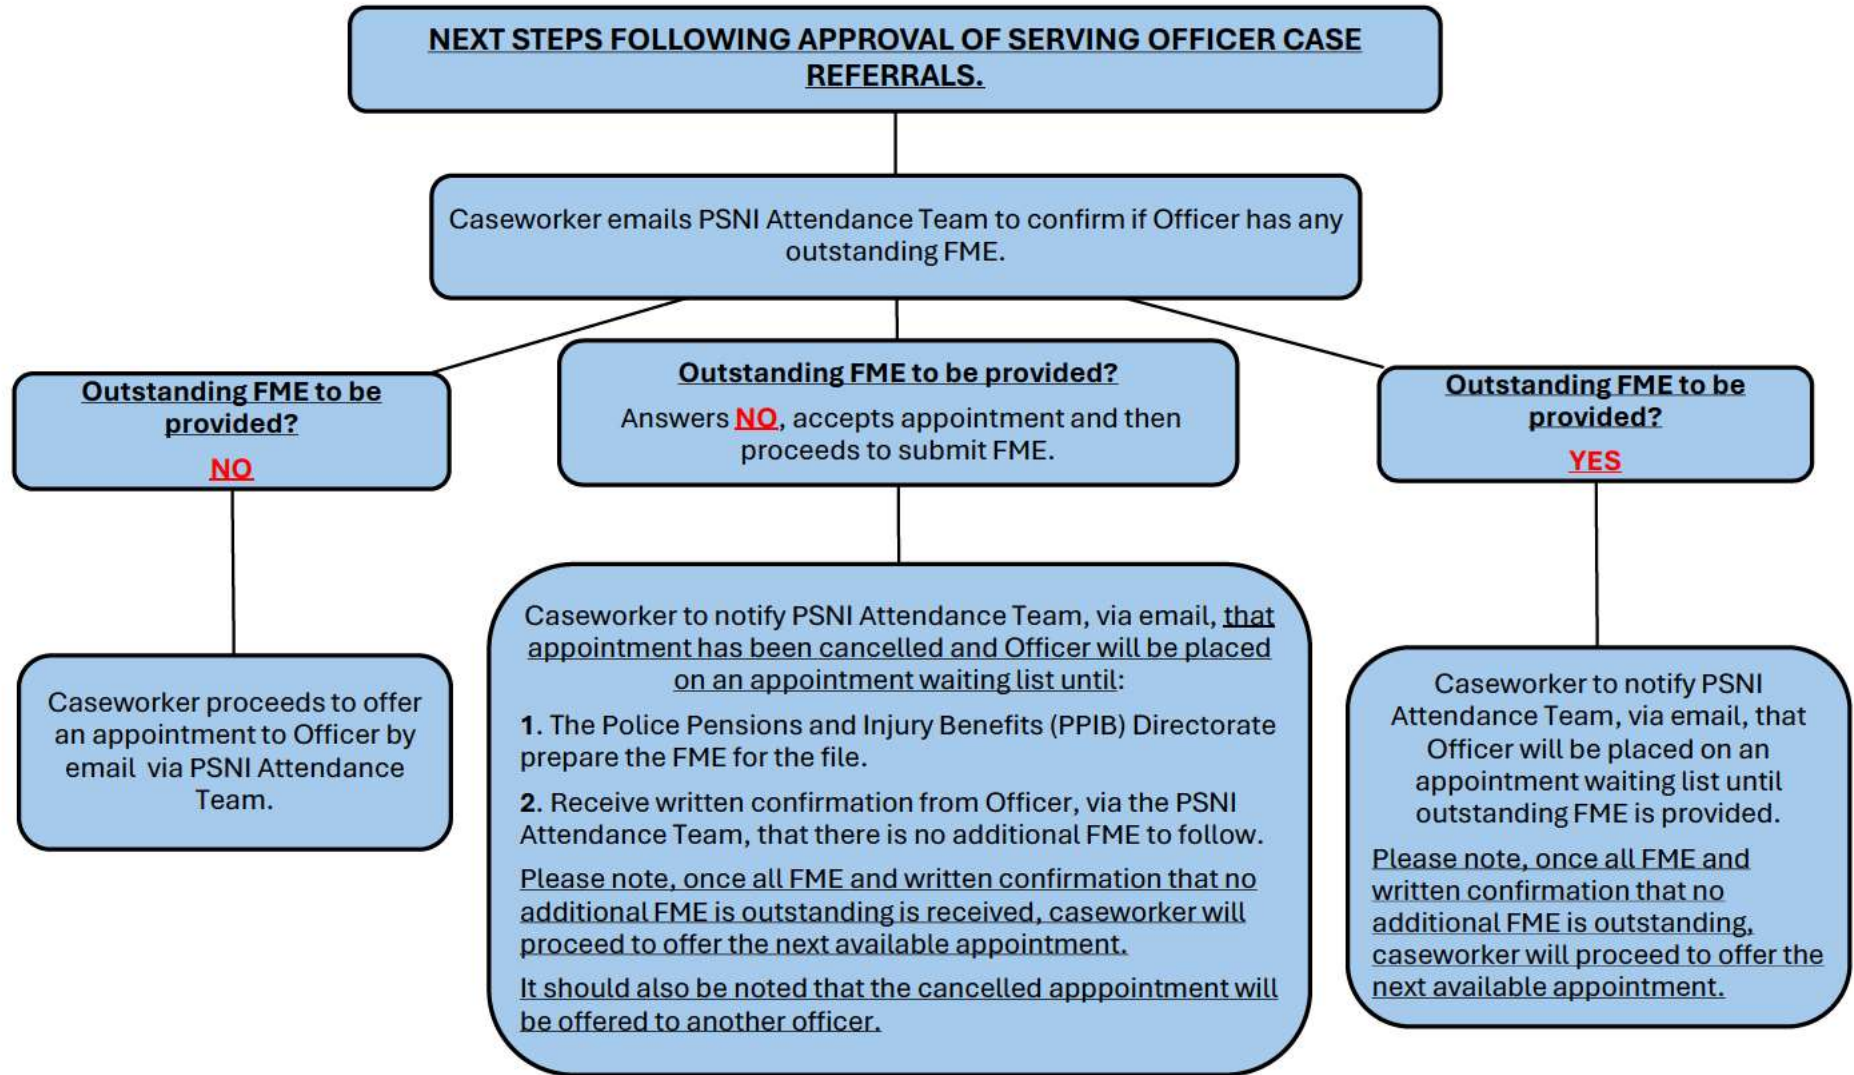 NEXT STEPS FOLLOWING APPROVAL OF SERVING OFFICER CASE
REFERRALS.
Caseworker emails PSNI Attendance Team to confirm if Officer has any
outstanding FME.
Outstanding FME to be
provided?
NO
Outstanding FME to be provided?
Answers NO, accepts appointment and then
proceeds to submit FME.
Outstanding FME to be
provided?
YES
Caseworker proceeds to offer
an appointment to Officer by
email via PSNI Attendance
Team.
Caseworker to notify PSNI Attendance Team, via email, that
appointment has been cancelled and Officer will be placed
on an appointment waiting list until:
1. The Police Pensions and Injury Benefits (PPIB) Directorate
prepare the FME for the file.
2. Receive written confirmation from Officer, via the PSNI
Attendance Team, that there is no additional FME to follow.
Please note, once all FME and written confirmation that no
additional FME is outstanding is received, caseworker will
proceed to offer the next available appointment.
It should also be noted that the cancelled apppointment will
be offered to another officer.
Caseworker to notify PSNI
Attendance Team, via email, that
Officer will be placed on an
appointment waiting list until
outstanding FME is provided.
Please note, once all FME and
written confirmation that no
additional FME is outstanding,
caseworker will proceed to offer the
next available appointment.